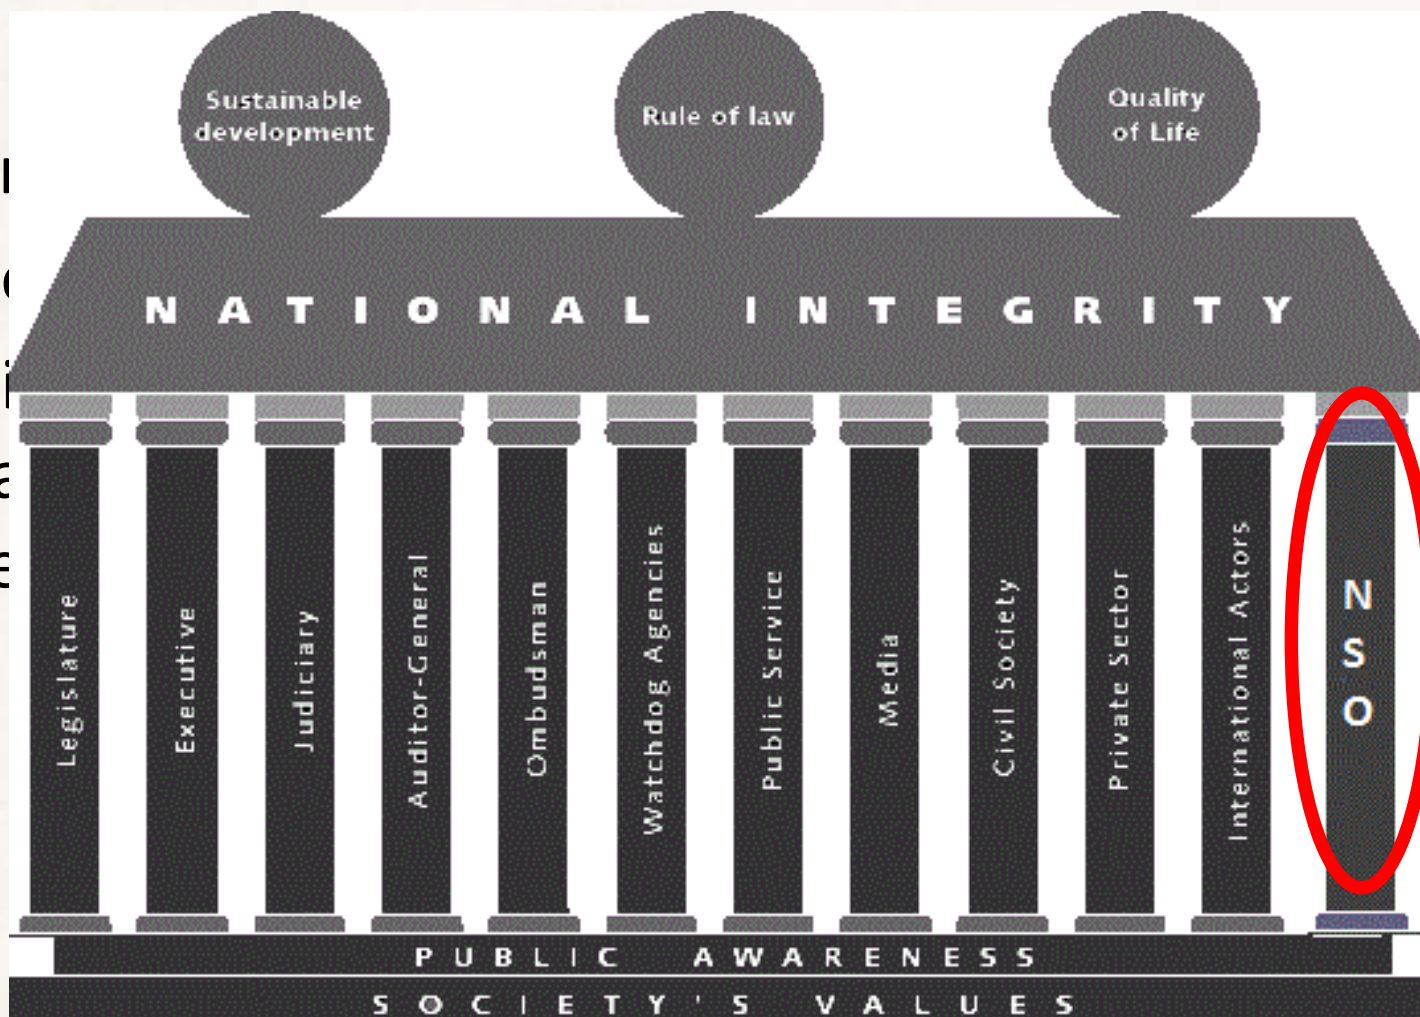 Sustainable
development
Rule of law
Quality
of Life
NATIONAL INTEGRITY
Legislature
Executive
Judiciary
Auditor-General
Ombudsman
Watchdog Agencies
Public Service
Media
Civil Society
Private Sector
International Actors
N
S
O
PUBLIC AWARENESS
SOCIETY'S VALUES